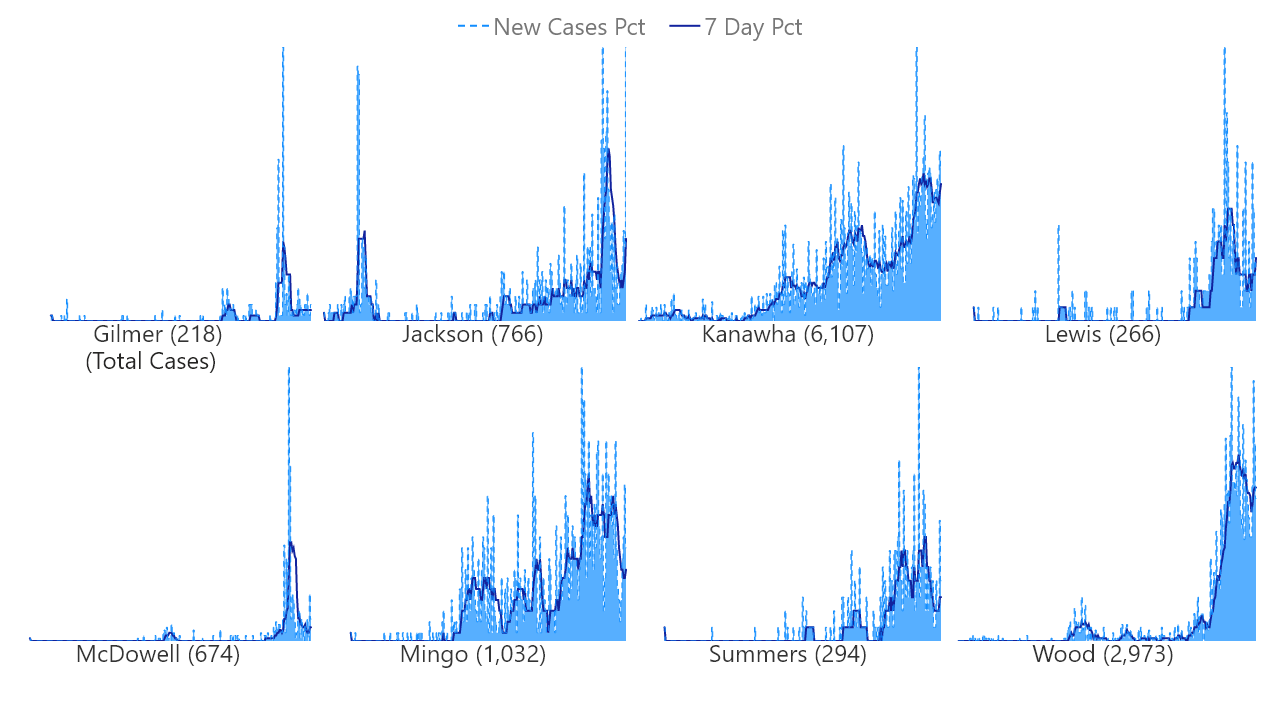 New Cases Pct 7 Day Pct
Gilmer (218) Jackson (766) Kanawha (6,107) Lewis (266)
(Total Cases)
McDowell (674) Mingo (1,032) Summers (294) Wood (2,973)